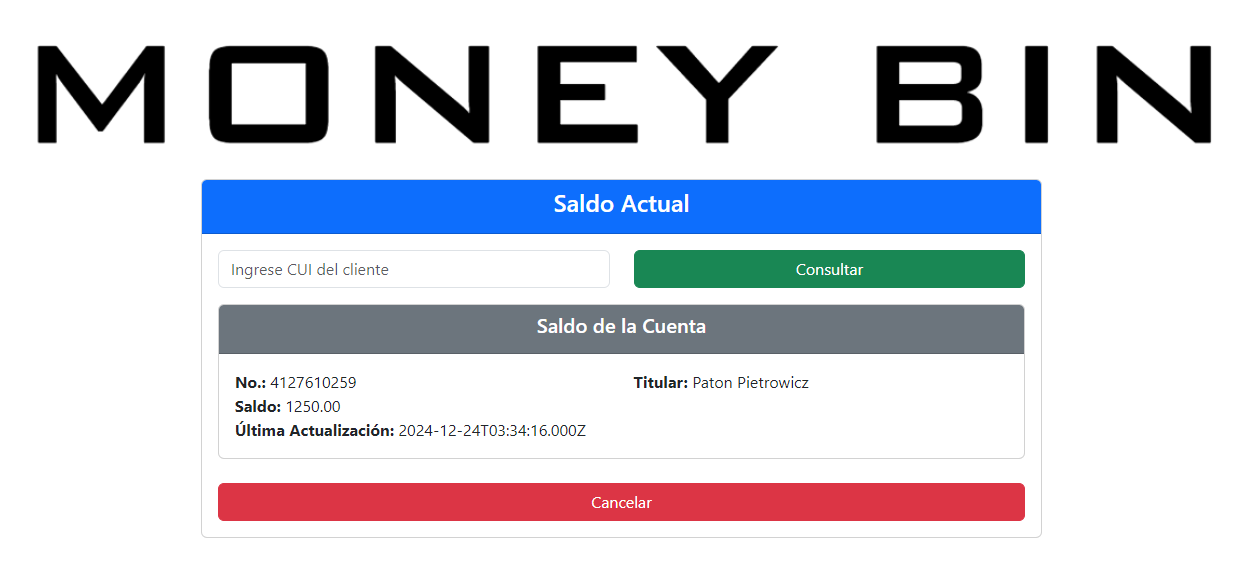 MONEY BIN
Saldo Actual
Ingrese CUI del cliente
Consultar
Saldo de la Cuenta
No.: 4127610259
Titular: Paton Pietrowicz
Saldo: 1250.00
Última Actualización: 2024-12-24T03:34:16.000Z
Cancelar